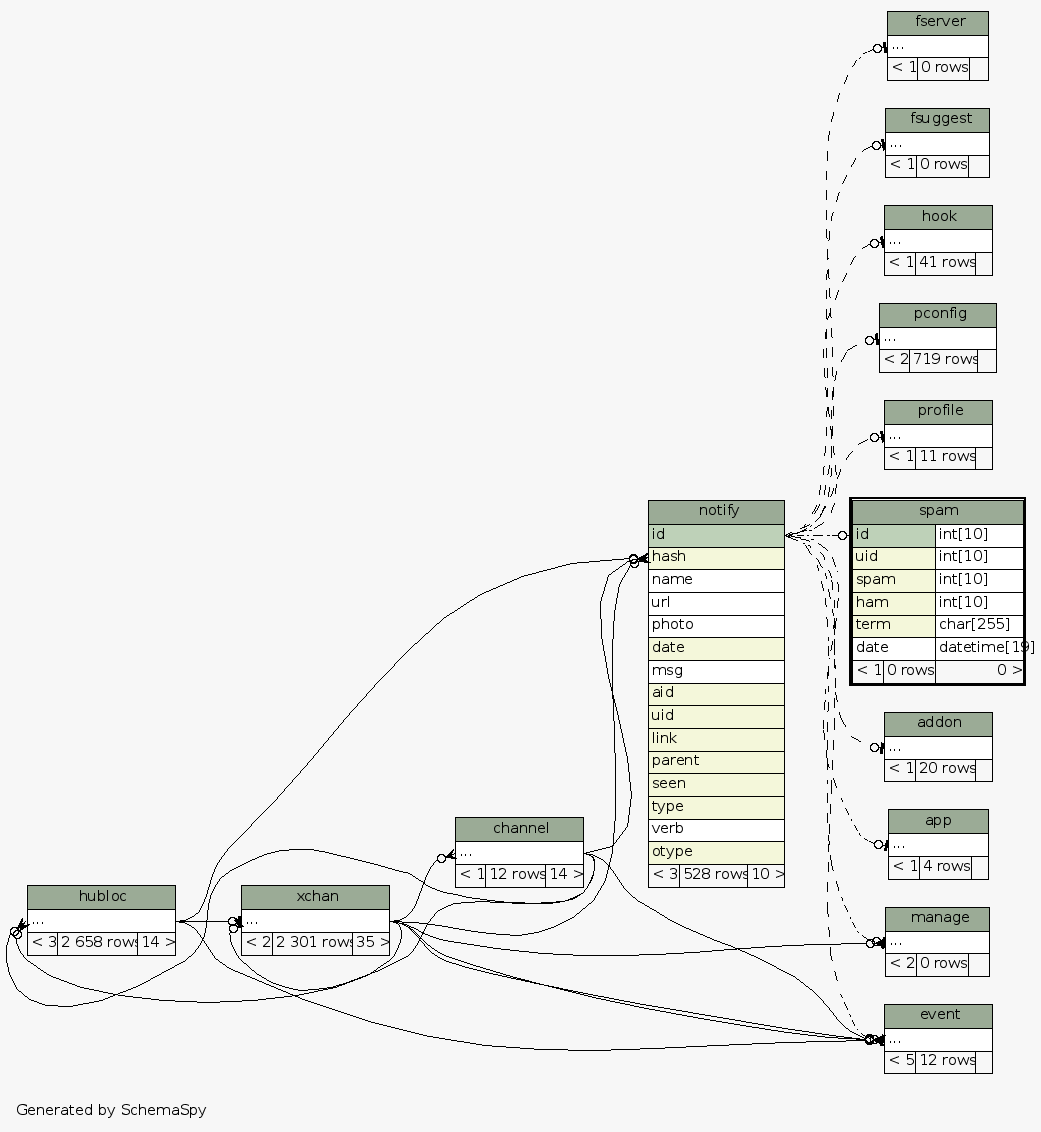 fserver
...
< 1 0 rows
fsuggest
...
< 1 0 rows
hook
...
< 1 41 rows
pconfig
...
< 2 719 rows
profile
...
< 1 11 rows
notify
id
hash
name
url
photo
date
msg
aid
uid
link
parent
seen
type
verb
otype
< 3 528 rows 10 >
spam
id int[10]
uid int[10]
spam int[10]
ham int[10]
term char[255]
date datetime[19]
< 1 0 rows 0 >
addon
...
< 1 20 rows
app
...
< 1 4 rows
channel
...
< 1 12 rows 14 >
hubloc
...
< 3 2 658 rows 14 >
xchan
...
< 2 2 301 rows 35 >
manage
...
< 2 0 rows
event
...
< 5 12 rows
Generated by SchemaSpy